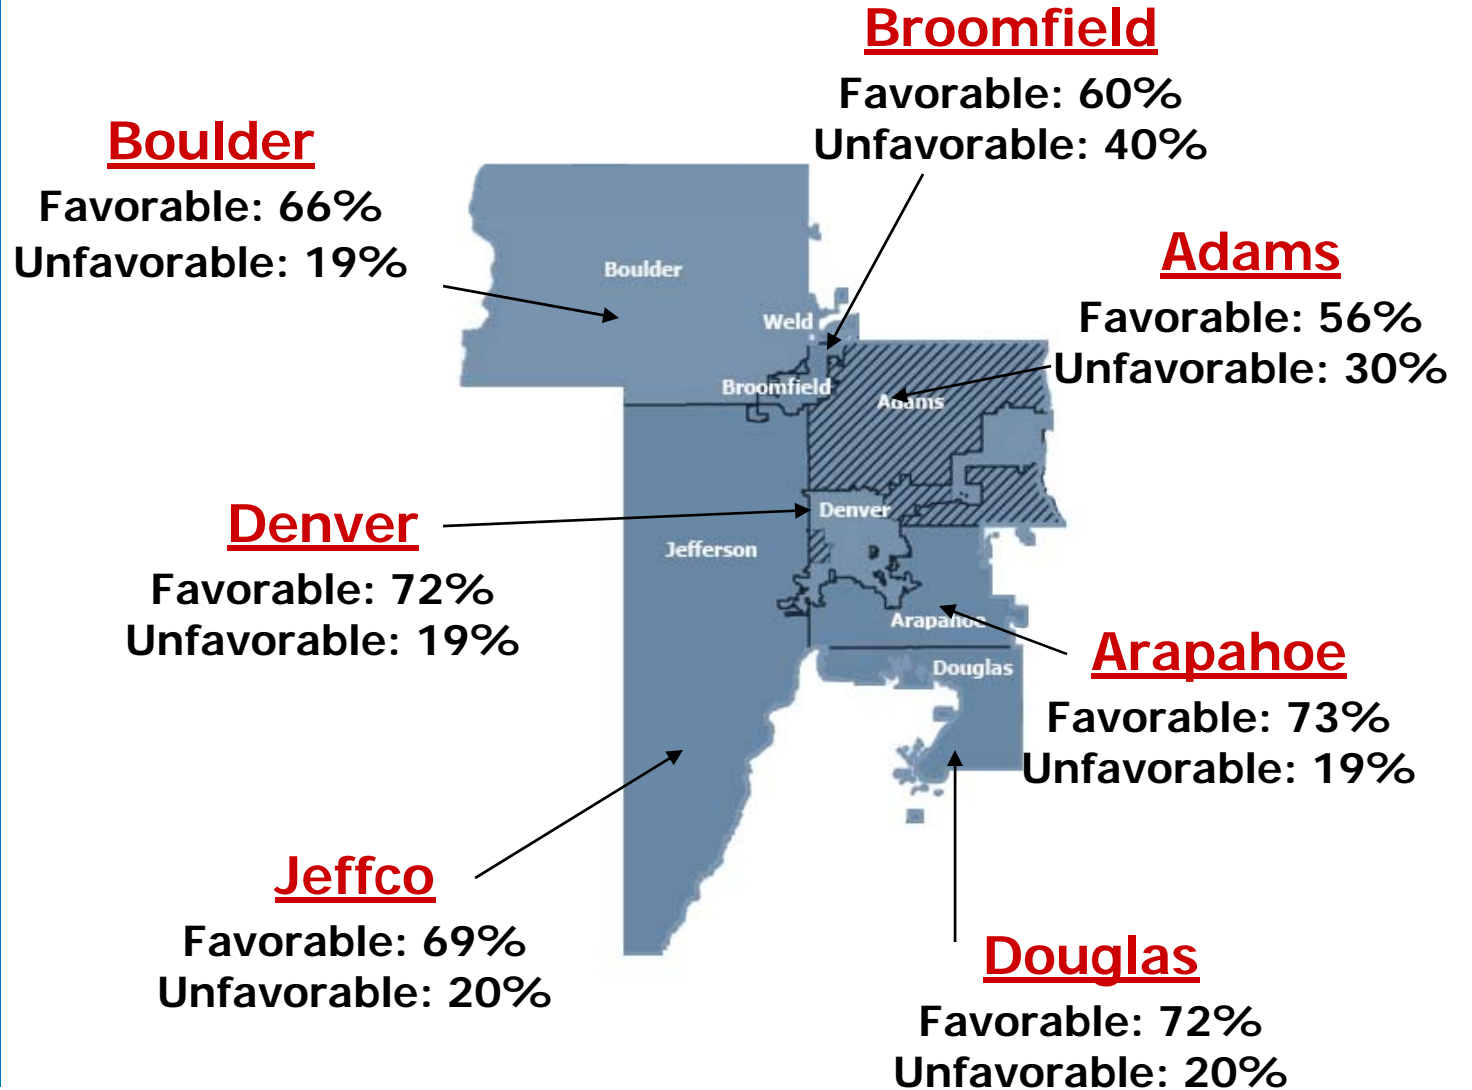 Broomfield
Favorable: 60%
Unfavorable: 40%
Boulder
Favorable: 66%
Unfavorable: 19%
Adams
Favorable: 56%
Unfavorable: 30%
Boulder
Weld
Broomfield
Adams
Denver
Jefferson
Arapahoe
Douglas
Denver
Favorable: 72%
Unfavorable: 19%
Arapahoe
Favorable: 73%
Unfavorable: 19%
Jeffco
Favorable: 69%
Unfavorable: 20%
Douglas
Favorable: 72%
Unfavorable: 20%